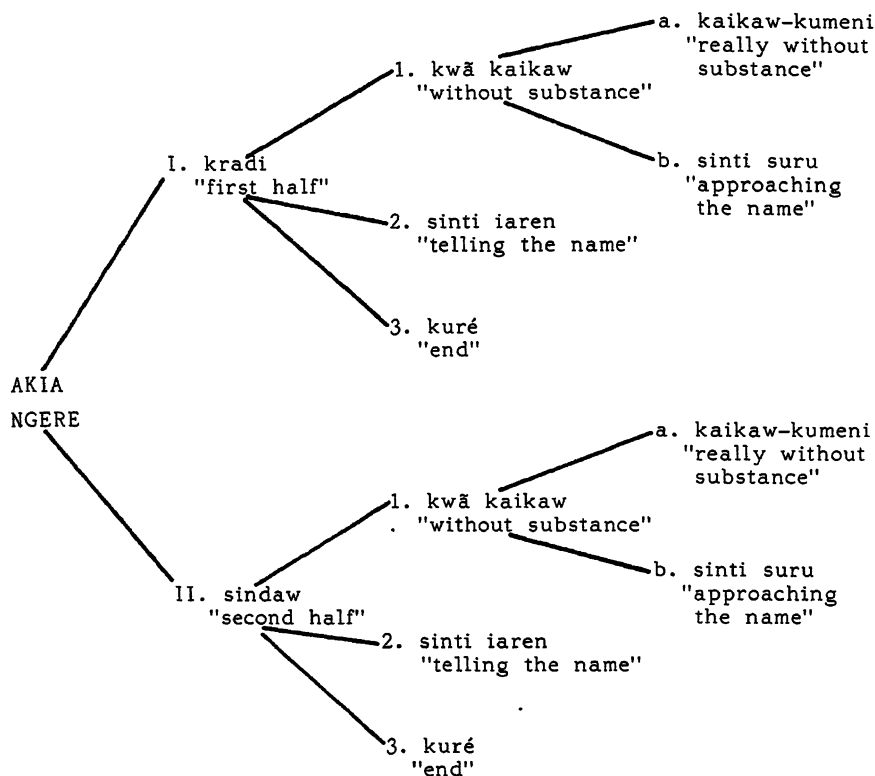 a. kaikaw-kumeni
"really without
substance"
1. kwã kaikaw
"without substance"
b. sinti suru
"approaching
the name"
I. kradi
"first half"
2. sinti iaren
"telling the name"
3. kuré
"end"
AKIA
NGERE
a. kaikaw-kumeni
"really without
substance"
1. kwã kaikaw
"without substance"
b. sinti suru
"approaching
the name"
II. sindaw
"second half"
2. sinti iaren
"telling the name"
3. kuré
"end"